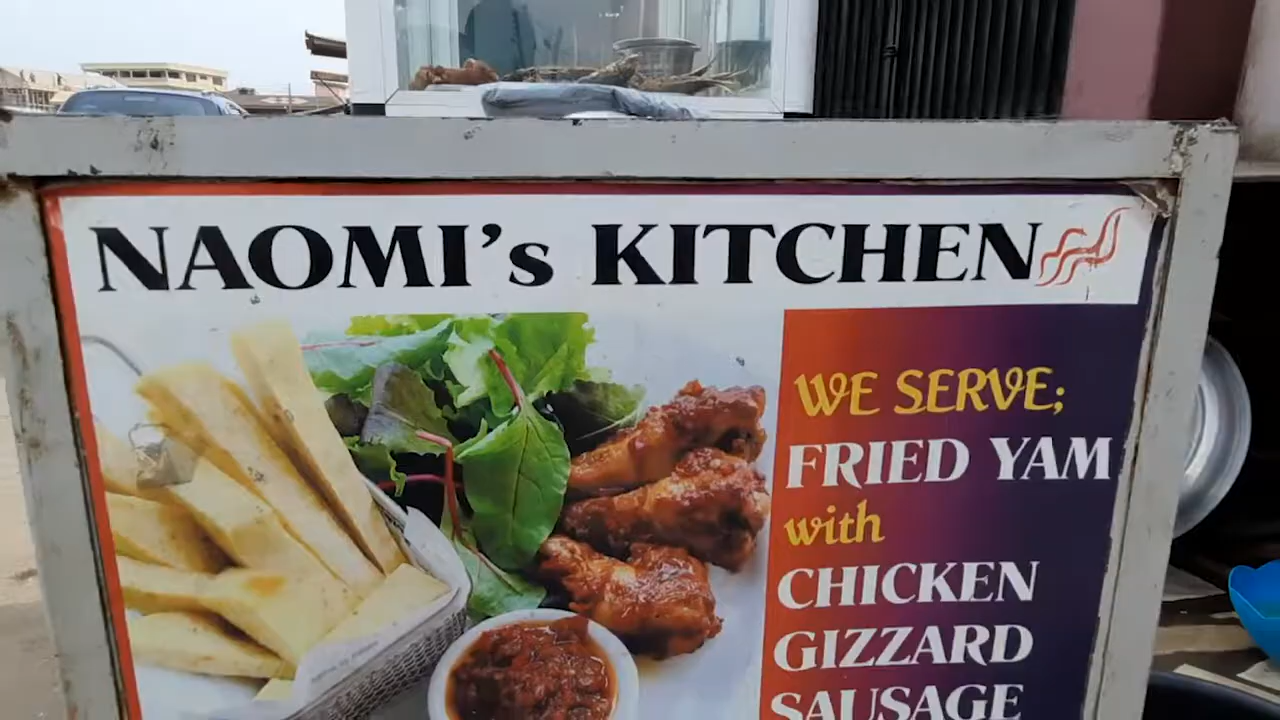 NAOMI's KITCHEN
WE SERVE;
FRIED YAM
with
CHICKEN
GIZZARD
SAUSAGE